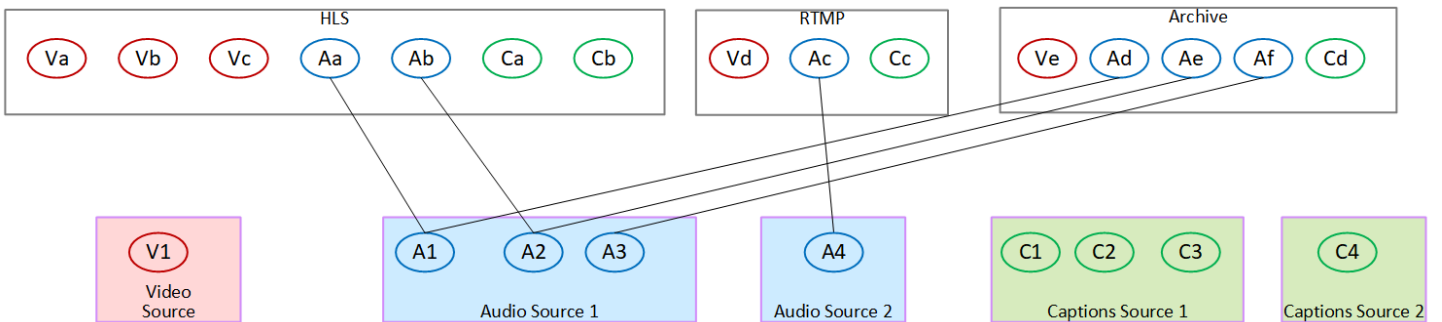 HLS
Va Vb Vc Aa Ab Ca Cb
RTMP
Vd Ac Cc
Archive
Ve Ad Ae Af Cd
V1
Video
Source
A1 A2 A3
Audio Source 1
A4
Audio Source 2
C1 C2 C3
Captions Source 1
C4
Captions Source 2